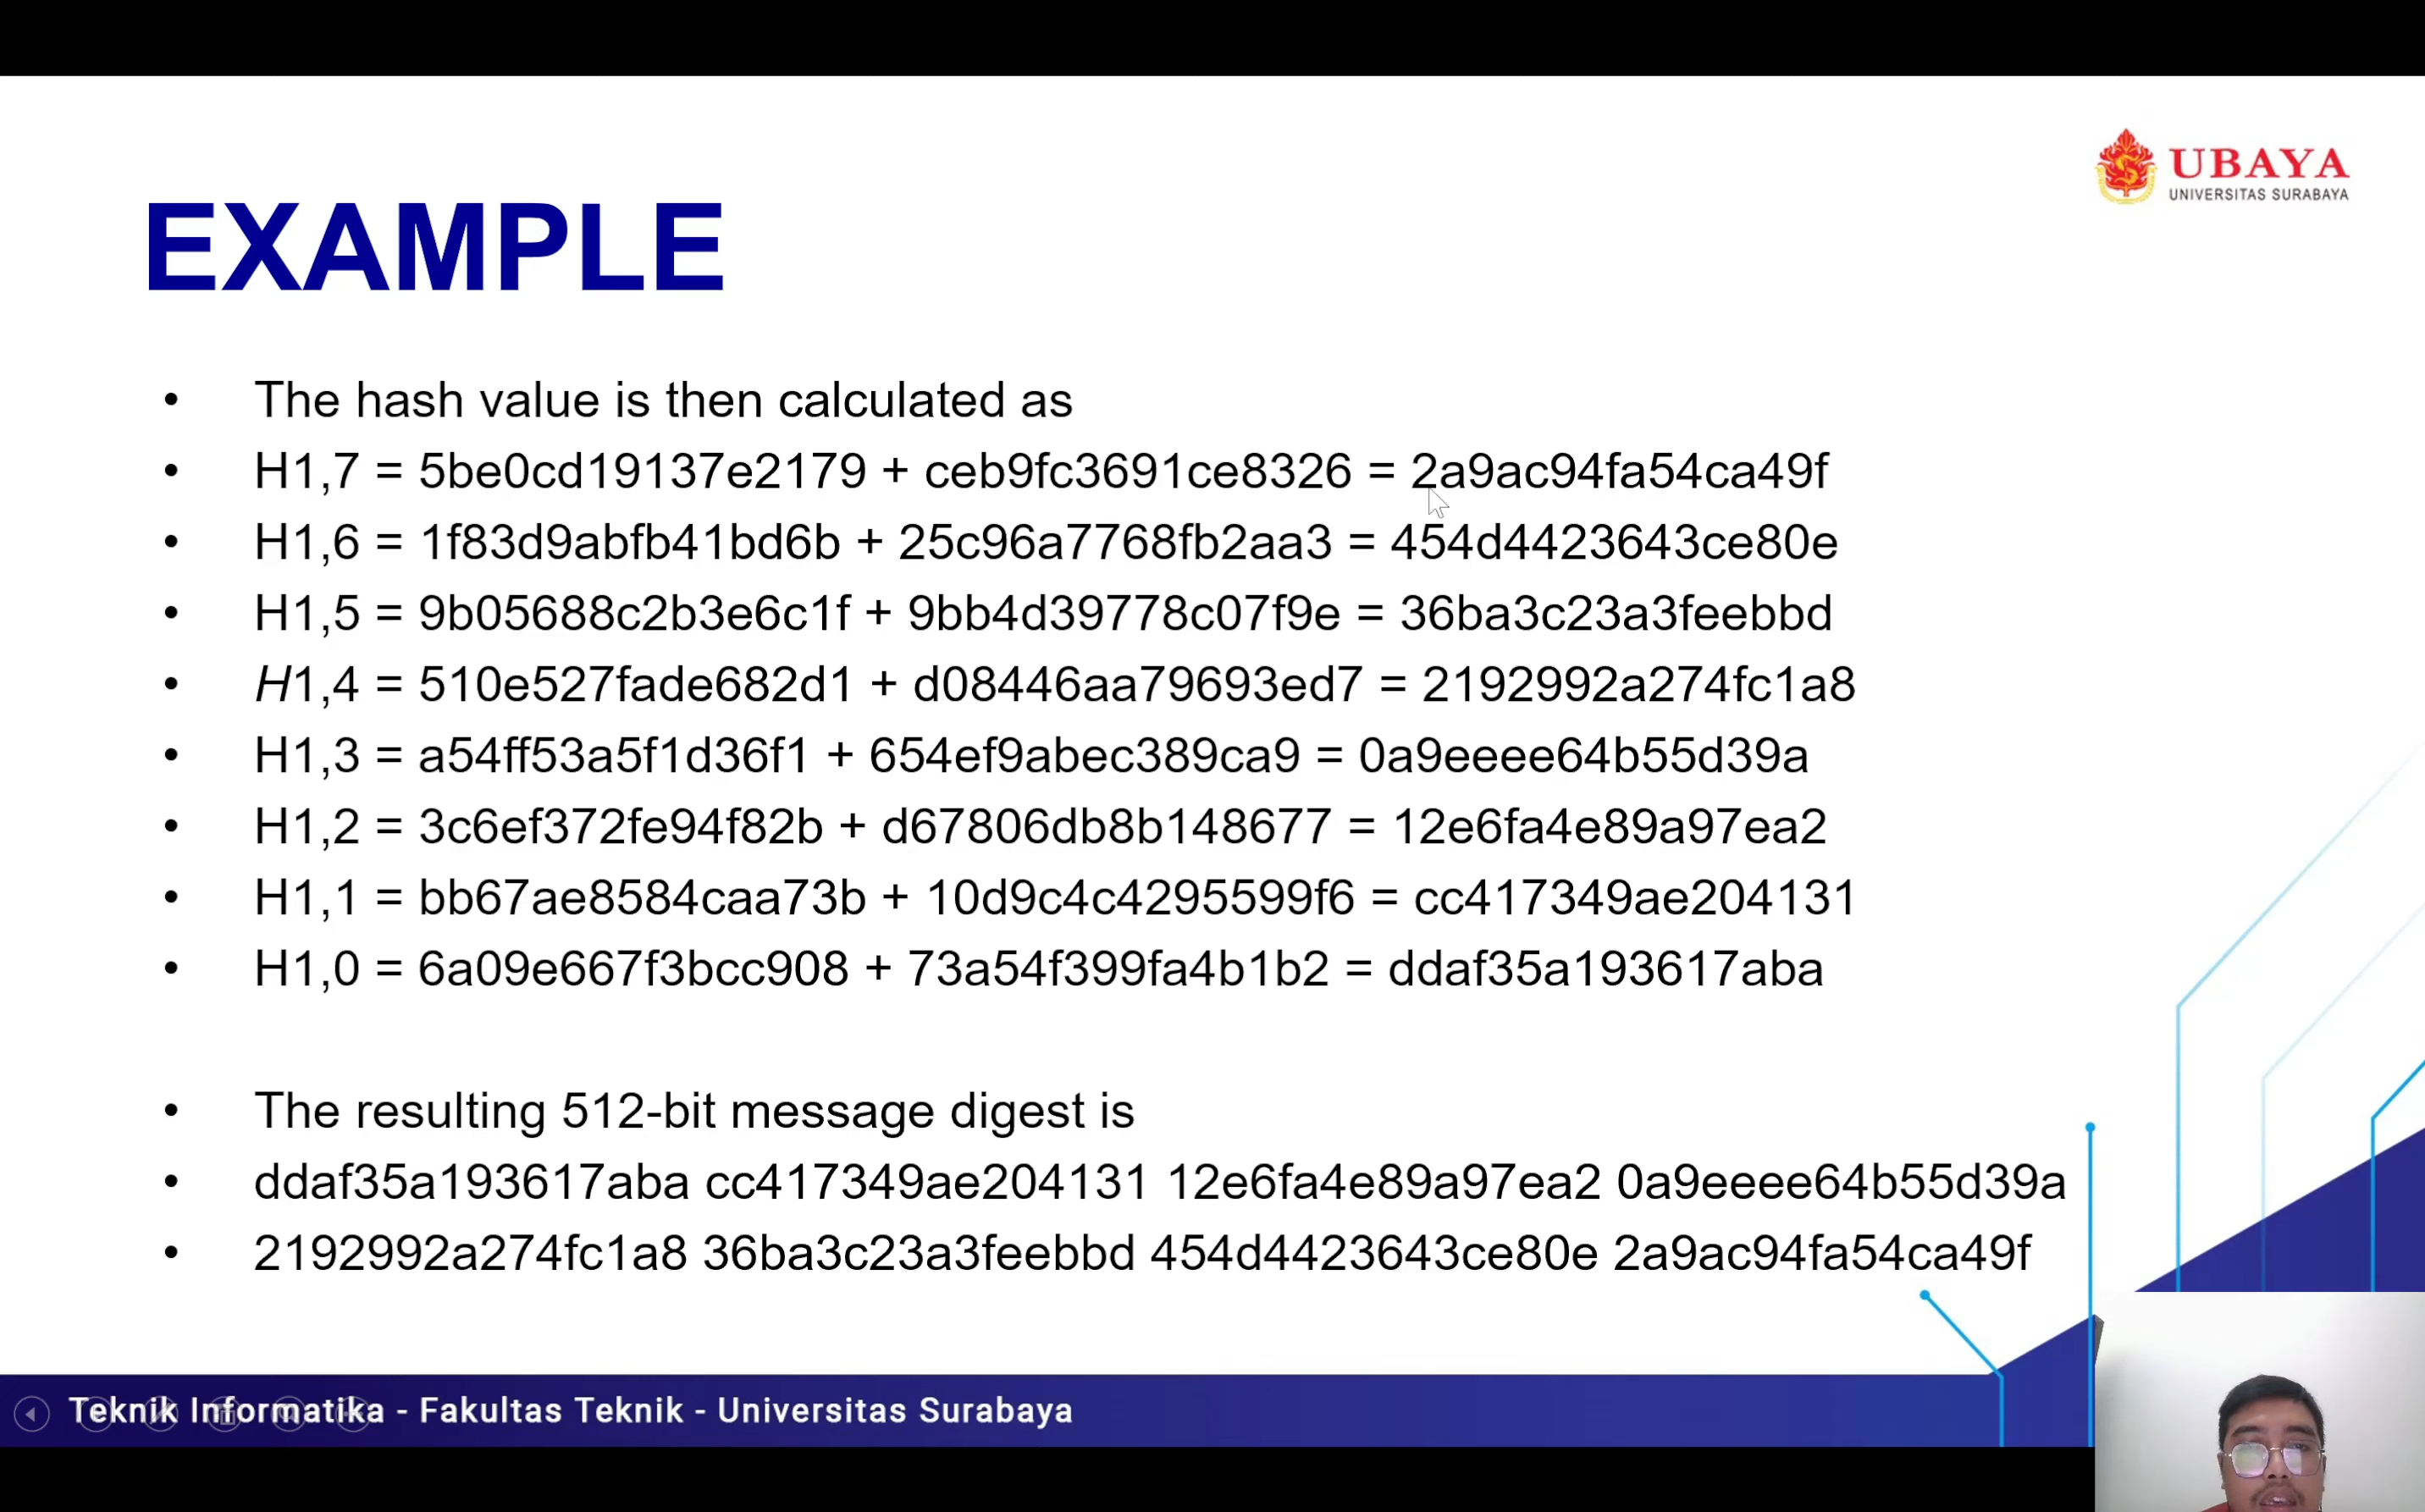 UBAYA
UNIVERSITAS SURABAYA
EXAMPLE
• The hash value is then calculated as
• H1,7 = 5be0cd19137e2179 + ceb9fc3691ce8326 = 2a9ac94fa54ca49f
• H1,6 = 1f83d9abfb41bd6b + 25c96a7768fb2aa3 = 454d4423643ce80e
• H1,5 = 9b05688c2b3e6c1f + 9bb4d39778c07f9e = 36ba3c23a3feebbd
• H1,4 = 510e527fade682d1 + d08446aa79693ed7 = 2192992a274fc1a8
• H1,3 = a54ff53a5f1d36f1 + 654ef9abec389ca9 = 0a9eeee64b55d39a
• H1,2 = 3c6ef372fe94f82b + d67806db8b148677 = 12e6fa4e89a97ea2
• H1,1 = bb67ae8584caa73b + 10d9c4c4295599f6 = cc417349ae204131
• H1,0 = 6a09e667f3bcc908 + 73a54f399fa4b1b2 = ddaf35a193617aba
• The resulting 512-bit message digest is
• ddaf35a193617aba cc417349ae204131 12e6fa4e89a97ea2 0a9eeee64b55d39a
• 2192992a274fc1a8 36ba3c23a3feebbd 454d4423643ce80e 2a9ac94fa54ca49f
Teknik Informatika - Fakultas Teknik - Universitas Surabaya